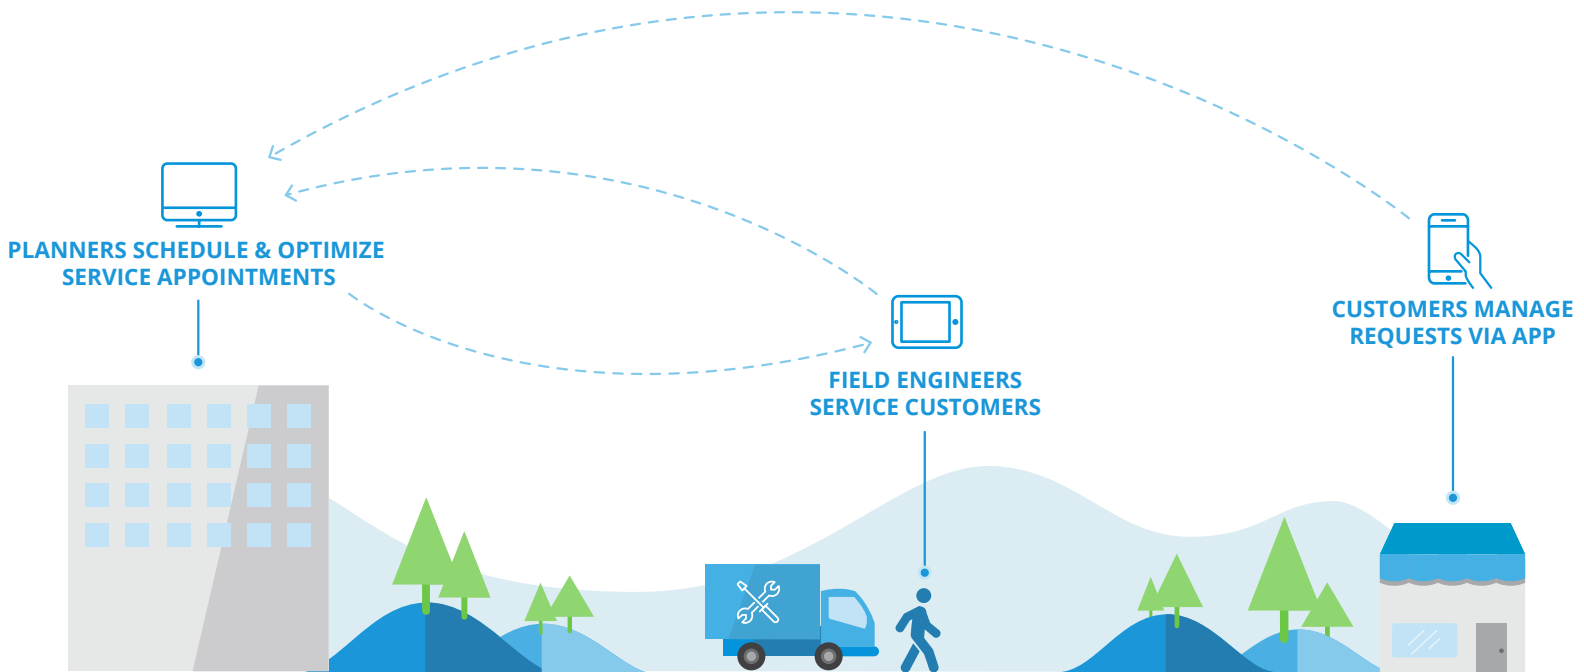 PLANNERS SCHEDULE & OPTIMIZE
SERVICE APPOINTMENTS
FIELD ENGINEERS
SERVICE CUSTOMERS
CUSTOMERS MANAGE
REQUESTS VIA APP